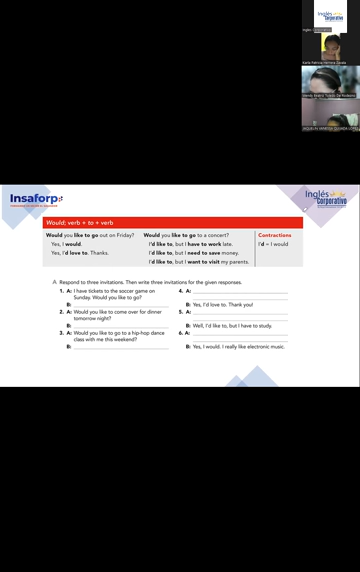 Inglés
Corporativo
Karla Patricia Herrera Zavala
Insaforp
Inglés
Corporativo
Would; verb + to + verb
Would you like to go out on Friday?
Yes, I would.
Yes, I'd love to. Thanks.
Would you like to go to a concert?
I'd like to, but I have to work late.
I'd like to, but I need to save money.
I'd like to, but I want to visit my parents.
Contractions
I'd = I would
A Respond to three invitations. Then write three invitations for the given responses.
1. A: I have tickets to the soccer game on
Sunday. Would you like to go?
B:
2. A: Would you like to come over for dinner
tomorrow night?
B:
3. A: Would you like to go to a hip-hop dance
class with me this weekend?
B:
4. A:
B: Yes, I'd love to. Thank you!
5. A:
B: Well, I'd like to, but I have to study.
6. A:
B: Yes, I would. I really like electronic music.